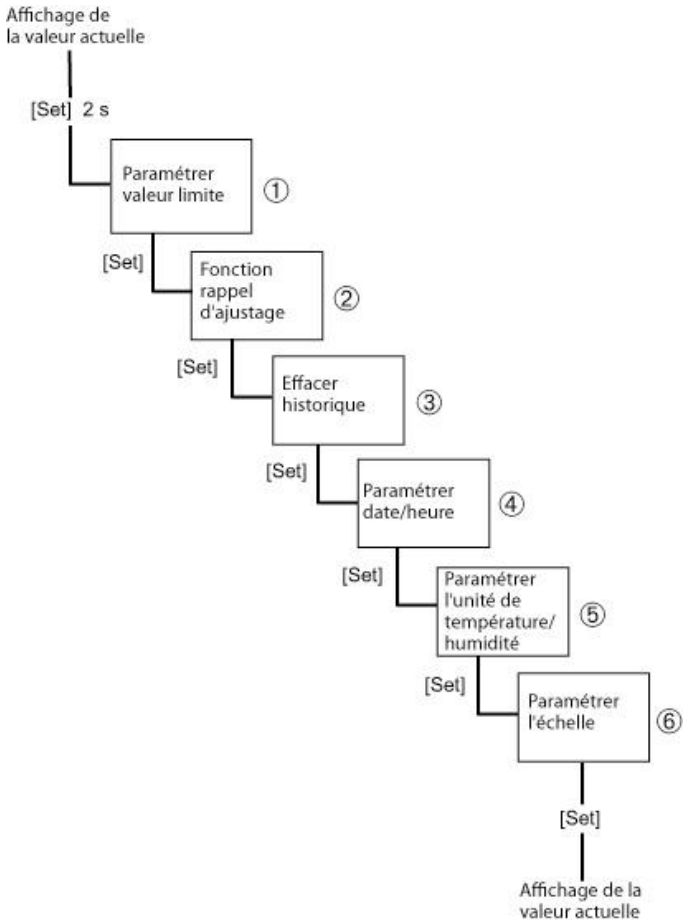 Affichage de
la valeur actuelle
[Set] 2 s
Paramétrer
valeur limite
①
[Set]
Fonction
rappel
d'ajustage
②
[Set]
Effacer
historique
③
[Set]
Paramétrer
date/heure
④
[Set]
Paramétrer
l'unité de
température/
humidité
⑤
[Set]
Paramétrer
l'échelle
⑥
[Set]
Affichage de la
valeur actuelle